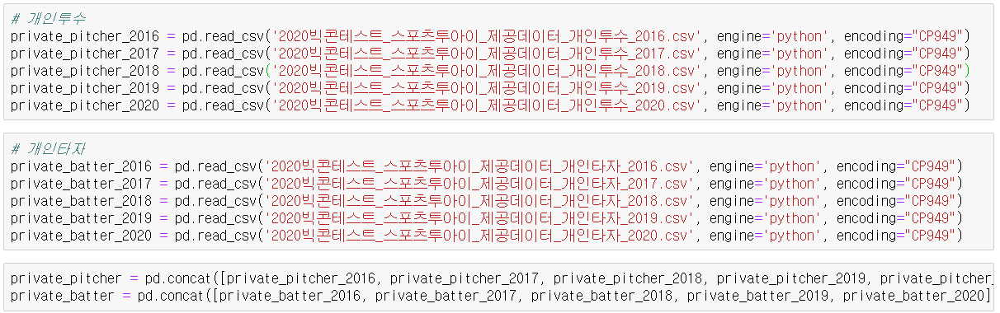 # 개인투수
private_pitcher_2016 = pd.read_csv('2020빅콘테스트_스포츠투아이_제공데이터_개인투수_2016.csv', engine='python', encoding="CP949")
private_pitcher_2017 = pd.read_csv('2020빅콘테스트_스포츠투아이_제공데이터_개인투수_2017.csv', engine='python', encoding="CP949")
private_pitcher_2018 = pd.read_csv('2020빅콘테스트_스포츠투아이_제공데이터_개인투수_2018.csv', engine='python', encoding="CP949")
private_pitcher_2019 = pd.read_csv('2020빅콘테스트_스포츠투아이_제공데이터_개인투수_2019.csv', engine='python', encoding="CP949")
private_pitcher_2020 = pd.read_csv('2020빅콘테스트_스포츠투아이_제공데이터_개인투수_2020.csv', engine='python', encoding="CP949")
# 개인타자
private_batter_2016 = pd.read_csv('2020빅콘테스트_스포츠투아이_제공데이터_개인타자_2016.csv', engine='python', encoding="CP949")
private_batter_2017 = pd.read_csv('2020빅콘테스트_스포츠투아이_제공데이터_개인타자_2017.csv', engine='python', encoding="CP949")
private_batter_2018 = pd.read_csv('2020빅콘테스트_스포츠투아이_제공데이터_개인타자_2018.csv', engine='python', encoding="CP949")
private_batter_2019 = pd.read_csv('2020빅콘테스트_스포츠투아이_제공데이터_개인타자_2019.csv', engine='python', encoding="CP949")
private_batter_2020 = pd.read_csv('2020빅콘테스트_스포츠투아이_제공데이터_개인타자_2020.csv', engine='python', encoding="CP949")
private_pitcher = pd.concat([private_pitcher_2016, private_pitcher_2017, private_pitcher_2018, private_pitcher_2019, private_pitcher_
private_batter = pd.concat([private_batter_2016, private_batter_2017, private_batter_2018, private_batter_2019, private_batter_2020]